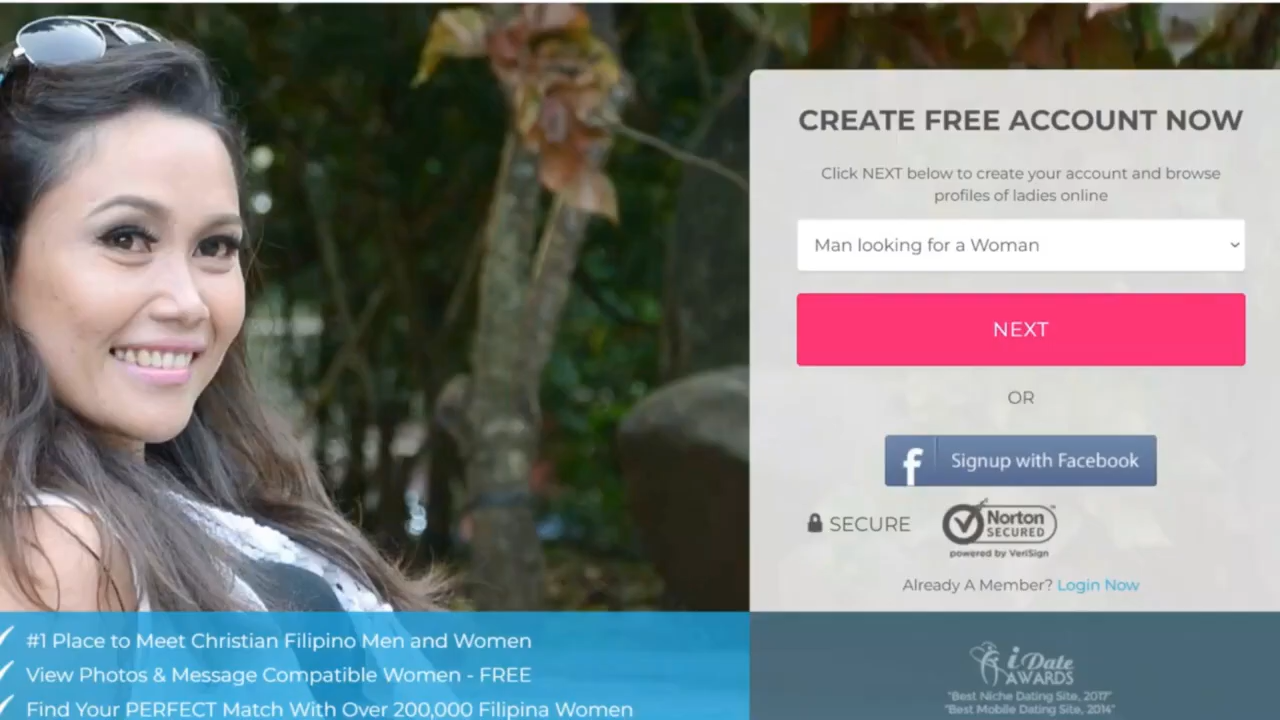 CREATE FREE ACCOUNT NOW
Click NEXT below to create your account and browse
profiles of ladies online
Man looking for a Woman
NEXT
OR
f Signup with Facebook
SECURE
Norton
SECURED
powered by VeriSign
Already A Member? Login Now
#1 Place to Meet Christian Filipino Men and Women
View Photos & Message Compatible Women - FREE
Find Your PERFECT Match With Over 200,000 Filipina Women
iDate
AWARDS
"Best Niche Dating Site, 2017"
"Best Mobile Dating Site, 2014"